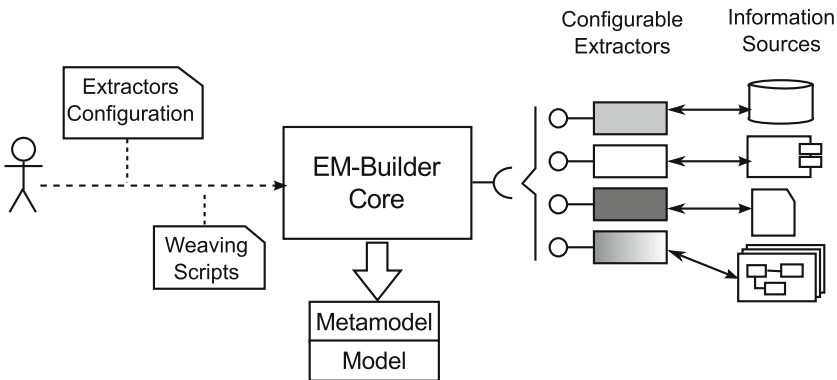 Configurable
Extractors
Information
Sources
Extractors
Configuration
EM-Builder
Core
Weaving
Scripts
Metamodel
Model